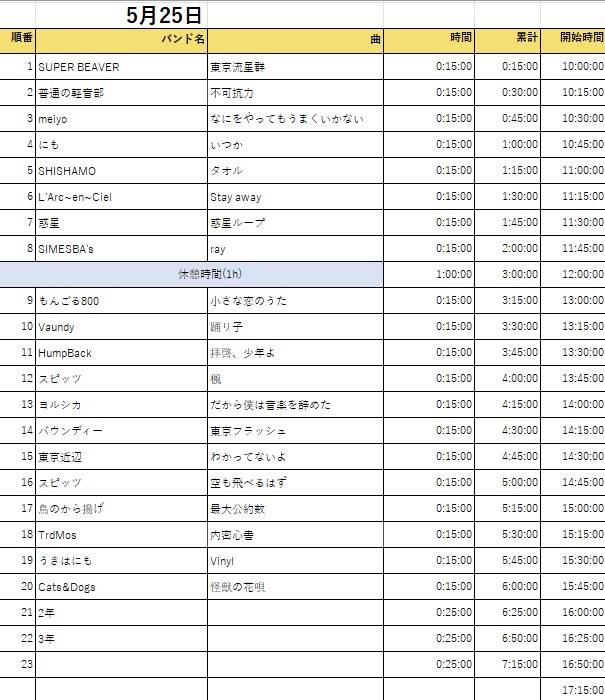 5月25日
順番 バンド名 曲 時間 累計 開始時間
1 SUPER BEAVER 東京流星群 0:15:00 0:15:00 10:00:00
2 普通の軽音部 不可抗力 0:15:00 0:30:00 10:15:00
3 meiyo なにをやってもうまくいかない 0:15:00 0:45:00 10:30:00
4 にも いつか 0:15:00 1:00:00 10:45:00
5 SHISHAMO タオル 0:15:00 1:15:00 11:00:00
6 L'Arc~en~Ciel Stay away 0:15:00 1:30:00 11:15:00
7 惑星 惑星ループ 0:15:00 1:45:00 11:30:00
8 SIMESBA's ray 0:15:00 2:00:00 11:45:00
休憩時間(1h) 1:00:00 3:00:00 12:00:00
9 もんごる800 小さな恋のうた 0:15:00 3:15:00 13:00:00
10 Vaundy 踊り子 0:15:00 3:30:00 13:15:00
11 HumpBack 拝啓、少年よ 0:15:00 3:45:00 13:30:00
12 スピッツ 楓 0:15:00 4:00:00 13:45:00
13 ヨルシカ だから僕は音楽を辞めた 0:15:00 4:15:00 14:00:00
14 バウンディー 東京フラッシュ 0:15:00 4:30:00 14:15:00
15 東京近辺 わかってないよ 0:15:00 4:45:00 14:30:00
16 スピッツ 空も飛べるはず 0:15:00 5:00:00 14:45:00
17 鳥のから揚げ 最大公約数 0:15:00 5:15:00 15:00:00
18 TrdMos 内密心書 0:15:00 5:30:00 15:15:00
19 うきはにも Vinyl 0:15:00 5:45:00 15:30:00
20 Cats&Dogs 怪獣の花唄 0:15:00 6:00:00 15:45:00
21 2年 0:25:00 6:25:00 16:00:00
22 3年 0:25:00 6:50:00 16:25:00
23 0:25:00 7:15:00 16:50:00
17:15:00